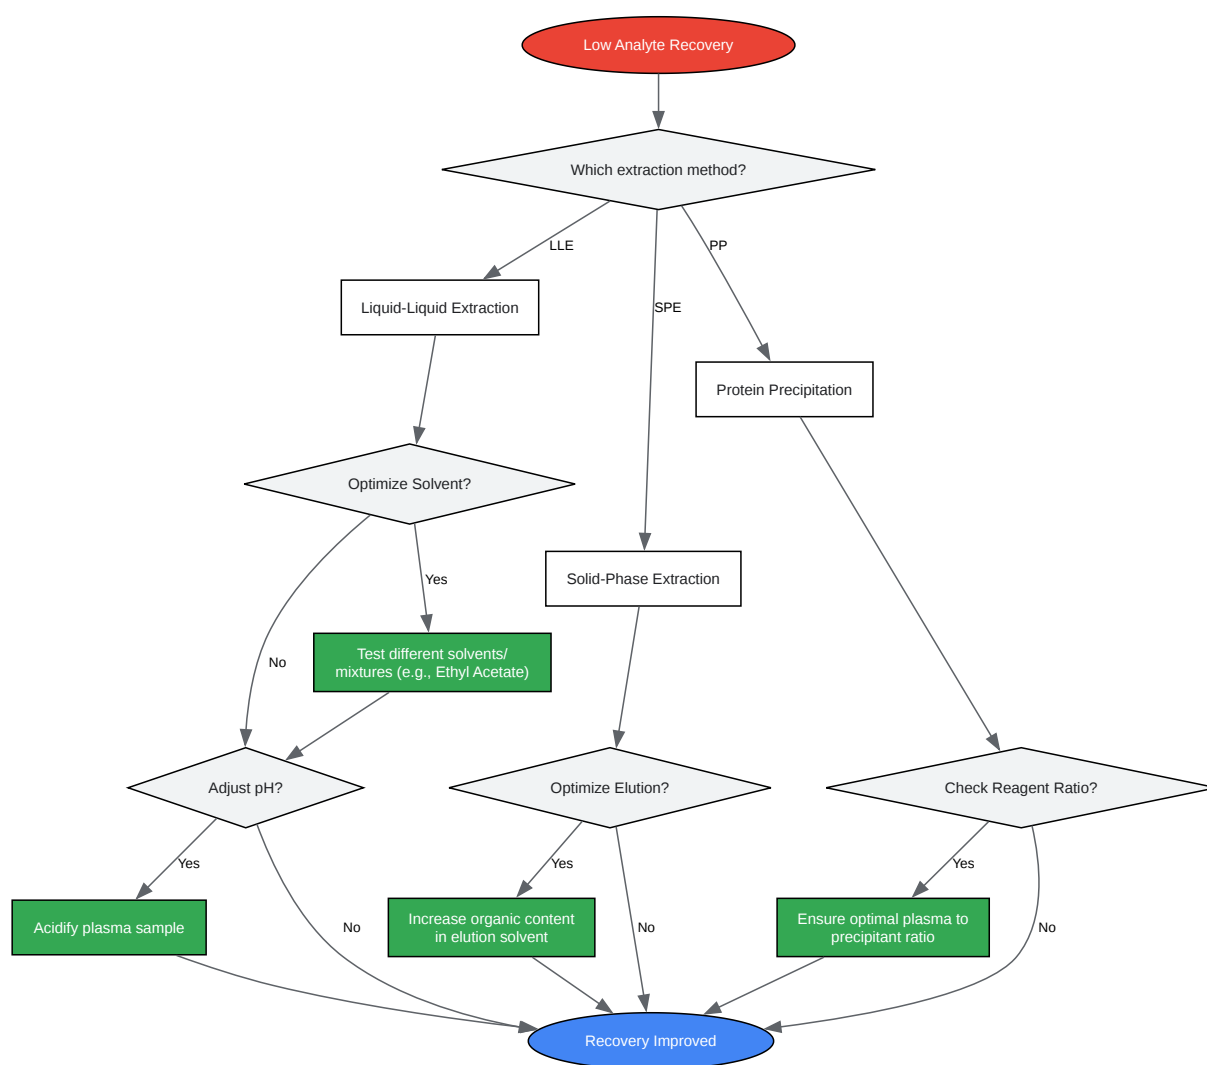 Low Analyte Recovery
Which extraction method?
LLE
PP
SPE
Liquid-Liquid Extraction
Protein Precipitation
Optimize Solvent?
Yes
Solid-Phase Extraction
No
Test different solvents/
mixtures (e.g., Ethyl Acetate)
Adjust pH?
Optimize Elution?
Check Reagent Ratio?
Yes
Yes
Yes
Acidify plasma sample
No
Increase organic content
in elution solvent
No
Ensure optimal plasma to
precipitant ratio
No
Recovery Improved